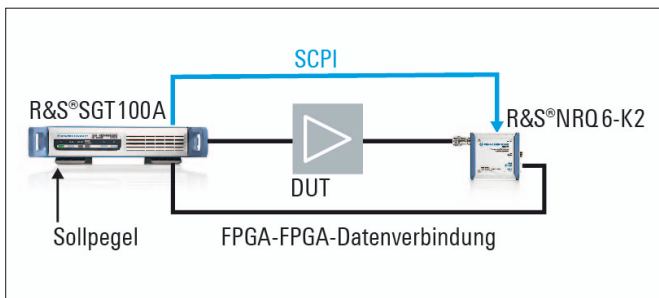 SCPI
R&S®SGT100A
R&S®NRQ6-K2
DUT
Sollpegel
FPGA-FPGA-Datenverbindung